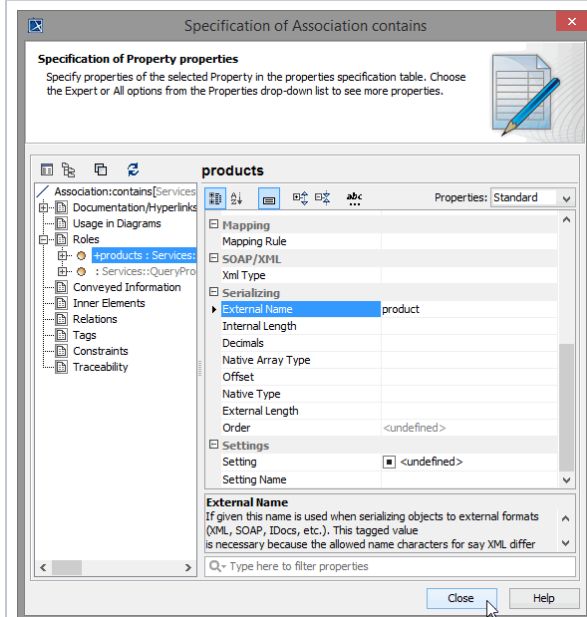 Specification of Association contains
Specification of Property properties
Specify properties of the selected Property in the properties specification table. Choose
the Expert or All options from the Properties drop-down list to see more properties.
products
Association:contains[Services
Documentation/Hyperlinks
Usage in Diagrams
Roles
+products : Services:
: Services::QueryPro
Conveyed Information
Inner Elements
Relations
Tags
Constraints
Traceability
abc
Properties: Standard
Mapping
Mapping Rule
SOAP/XML
Xml Type
Serializing
External Name product
Internal Length
Decimals
Native Array Type
Offset
Native Type
External Length
Order <undefined>
Settings
Setting <undefined>
Setting Name
External Name
If given this name is used when serializing objects to external formats
(XML, SOAP, IDocs, etc.). This tagged value
is necessary because the allowed name characters for say XML differ
Type here to filter properties
Close Help